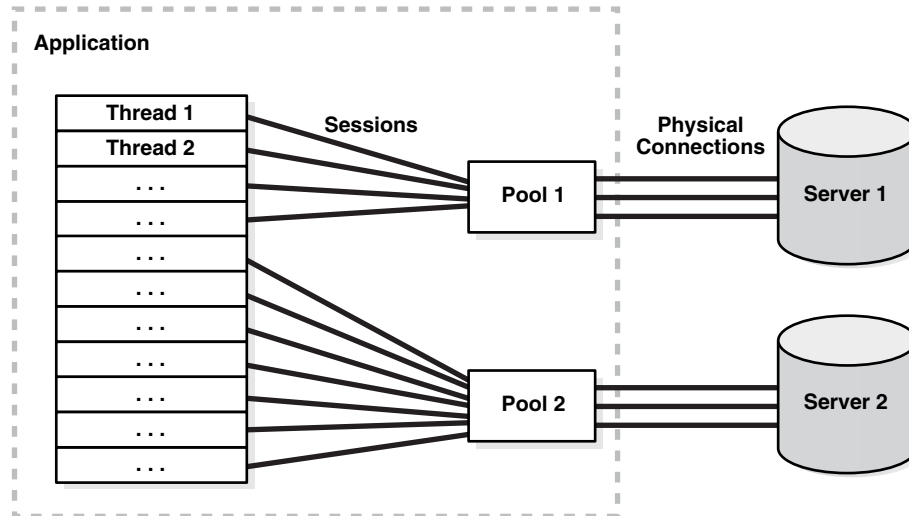 Application
Thread 1
Thread 2
. . .
. . .
. . .
. . .
. . .
. . .
. . .
. . .
. . .
Sessions
Pool 1
Pool 2
Physical
Connections
Server 1
Server 2